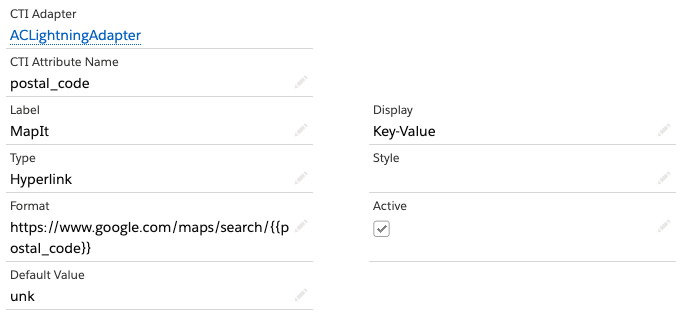 CTI Adapter
ACLightningAdapter
CTI Attribute Name
postal_code
Label
MapIt
Display
Key-Value
Type
Hyperlink
Style
Format
https://www.google.com/maps/search/{{p
ostal_code}}
Active
Default Value
unk